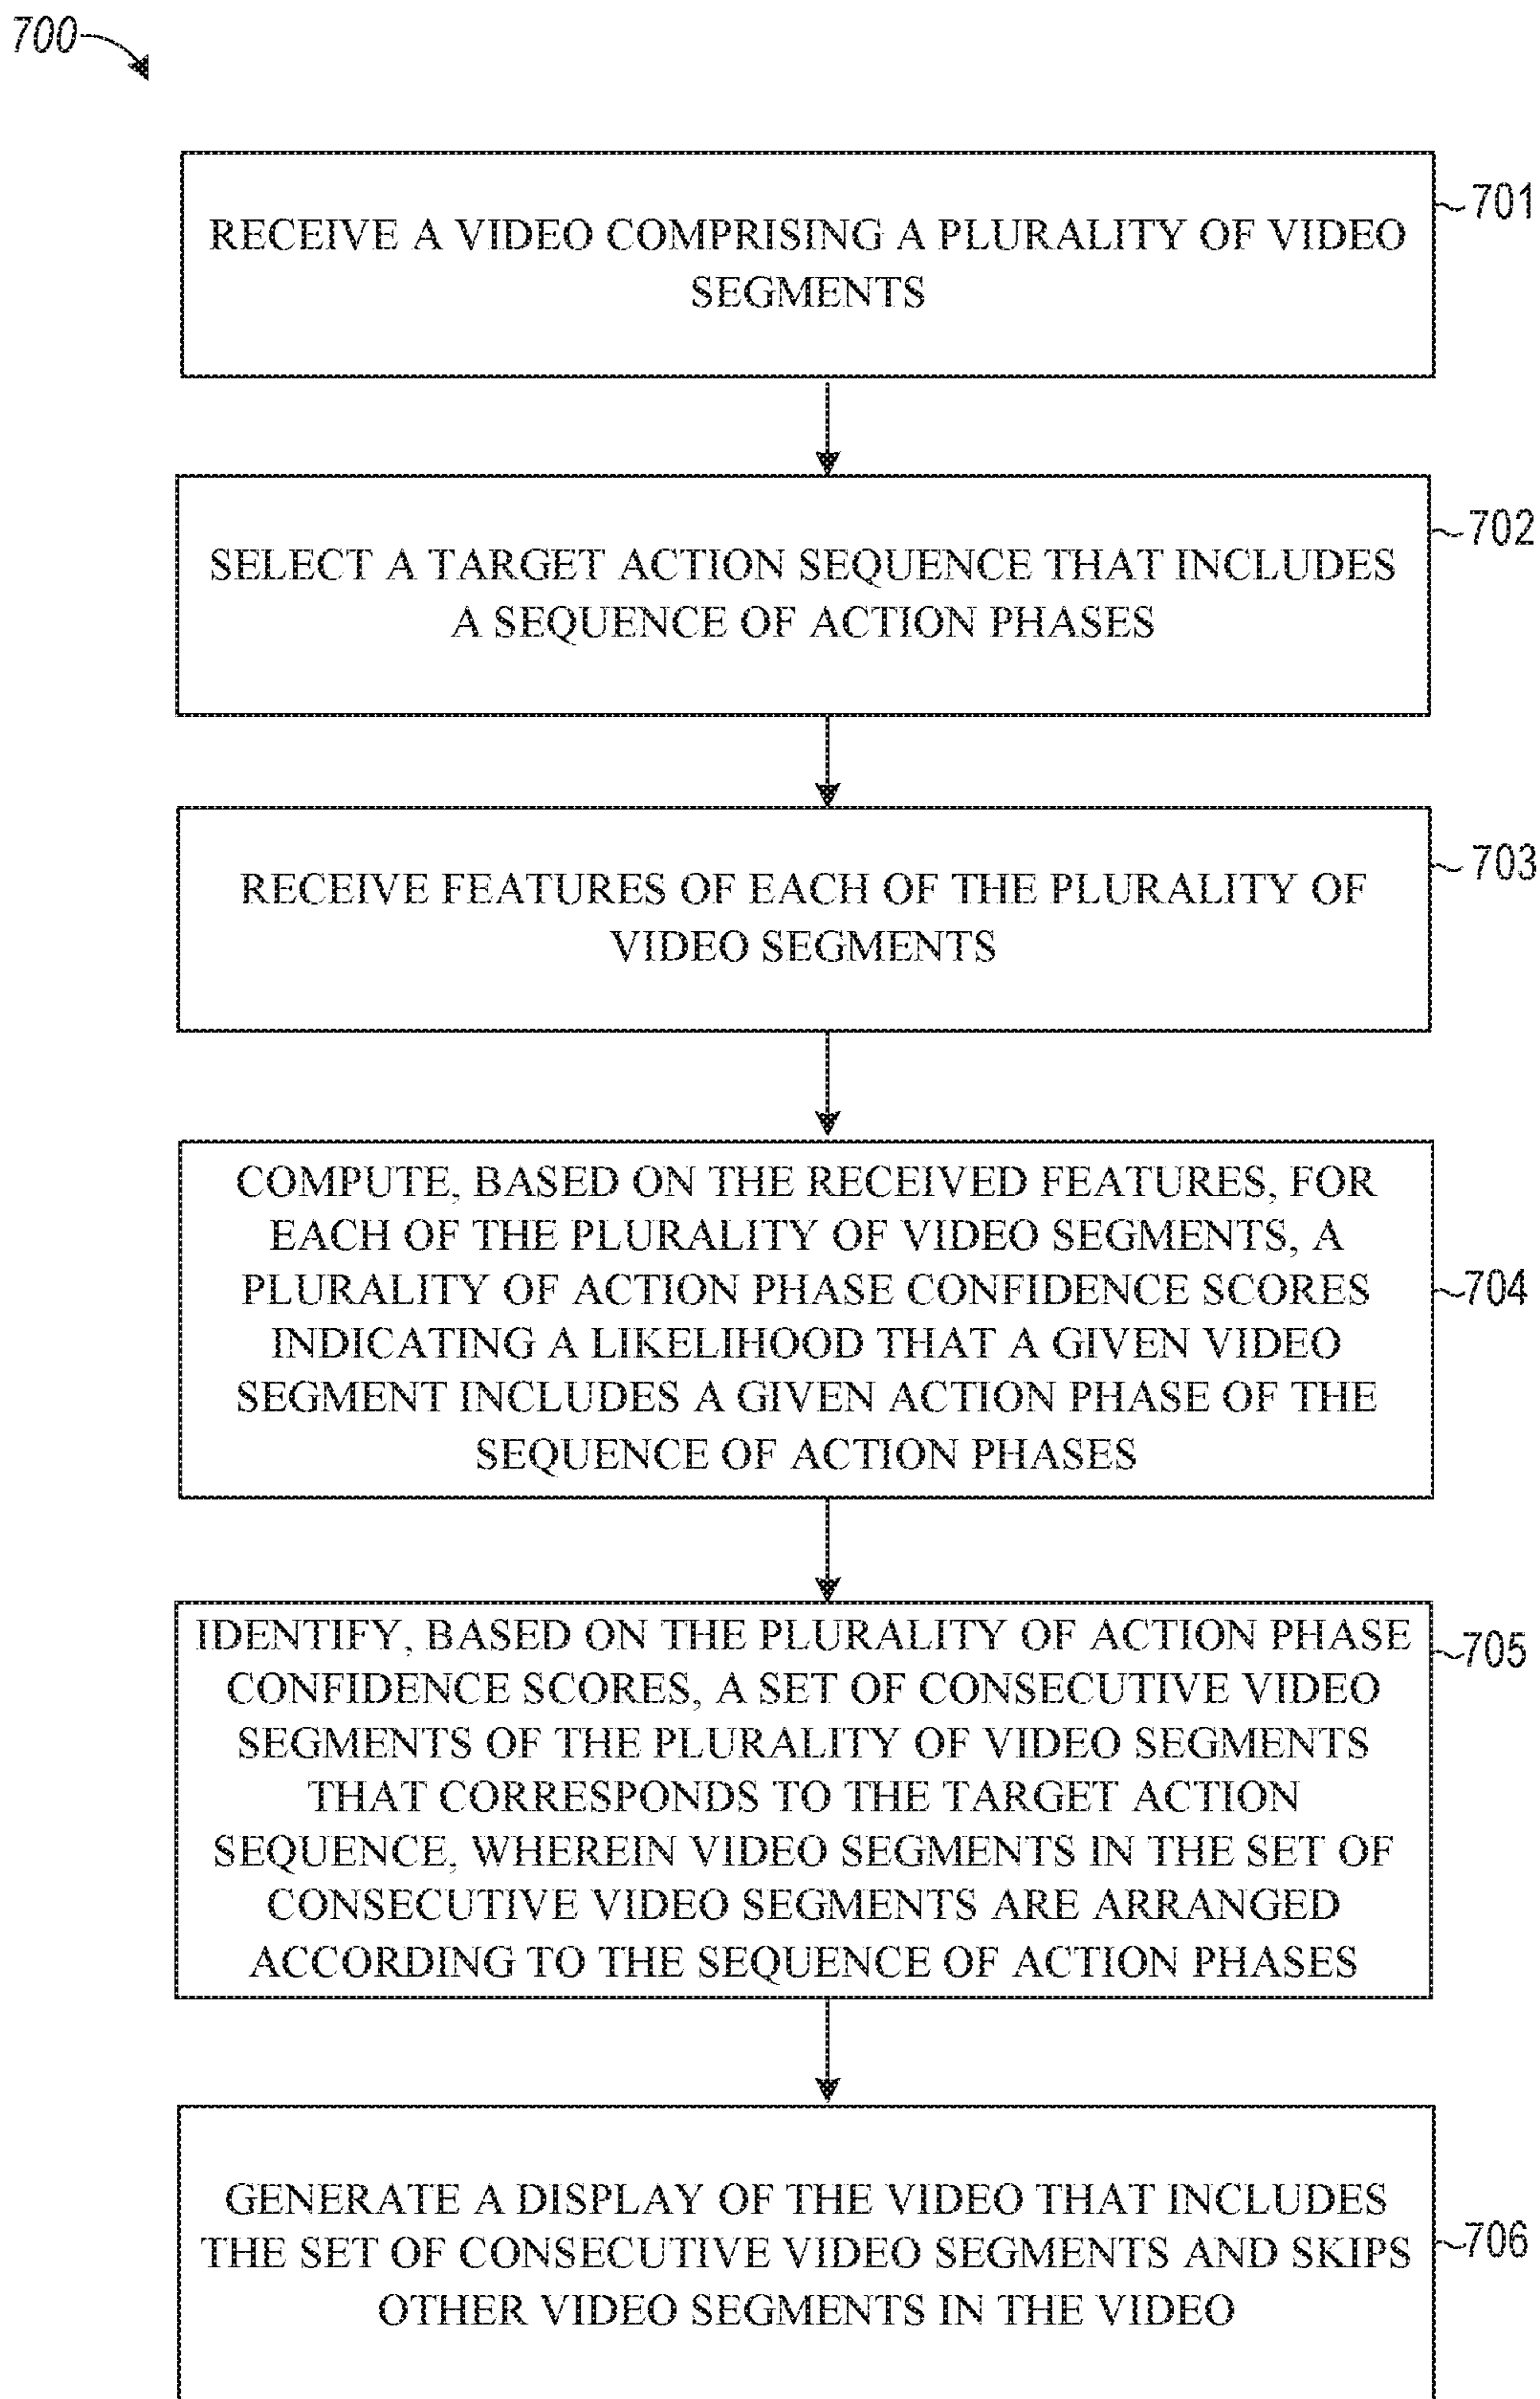 700
RECEIVE A VIDEO COMPRISING A PLURALITY OF VIDEO
SEGMENTS
701
SELECT A TARGET ACTION SEQUENCE THAT INCLUDES
A SEQUENCE OF ACTION PHASES
702
RECEIVE FEATURES OF EACH OF THE PLURALITY OF
VIDEO SEGMENTS
703
COMPUTE, BASED ON THE RECEIVED FEATURES, FOR
EACH OF THE PLURALITY OF VIDEO SEGMENTS, A
PLURALITY OF ACTION PHASE CONFIDENCE SCORES
INDICATING A LIKELIHOOD THAT A GIVEN VIDEO
SEGMENT INCLUDES A GIVEN ACTION PHASE OF THE
SEQUENCE OF ACTION PHASES
704
IDENTIFY, BASED ON THE PLURALITY OF ACTION PHASE
CONFIDENCE SCORES, A SET OF CONSECUTIVE VIDEO
SEGMENTS OF THE PLURALITY OF VIDEO SEGMENTS
THAT CORRESPONDS TO THE TARGET ACTION
SEQUENCE, WHEREIN VIDEO SEGMENTS IN THE SET OF
CONSECUTIVE VIDEO SEGMENTS ARE ARRANGED
ACCORDING TO THE SEQUENCE OF ACTION PHASES
705
GENERATE A DISPLAY OF THE VIDEO THAT INCLUDES
THE SET OF CONSECUTIVE VIDEO SEGMENTS AND SKIPS
OTHER VIDEO SEGMENTS IN THE VIDEO
706